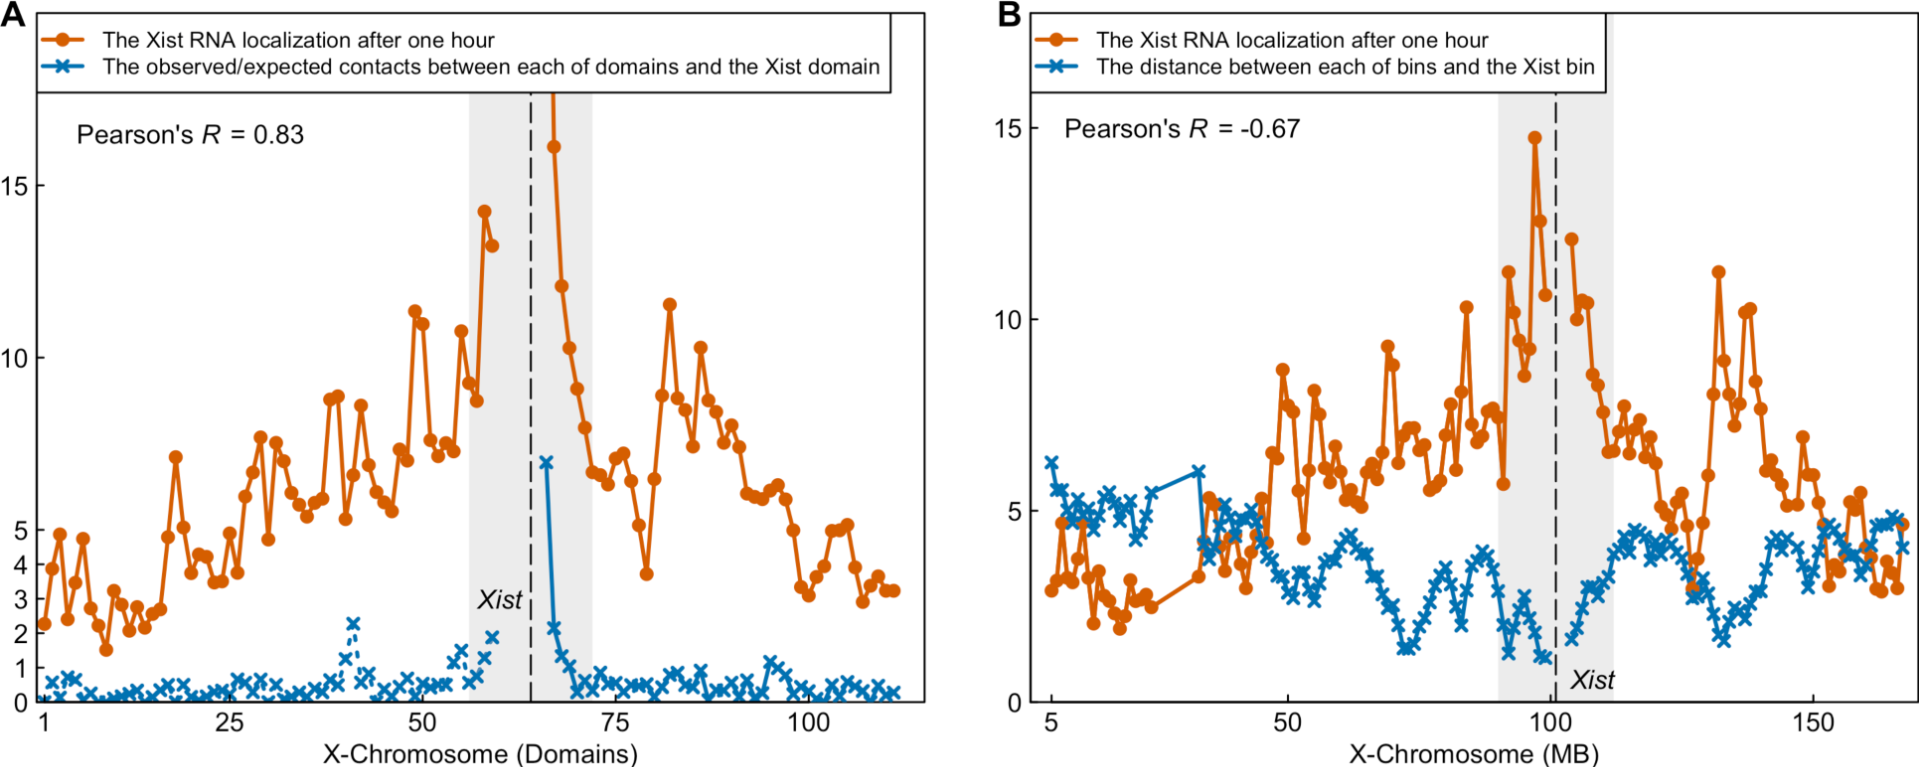 A
The Xist RNA localization after one hour
The observed/expected contacts between each of domains and the Xist domain
Pearson's R = 0.83
15
10
5
4
3
2
1
0
Xist
1 25 50 75 100
X-Chromosome (Domains)
B
The Xist RNA localization after one hour
The distance between each of bins and the Xist bin
Pearson's R = -0.67
15
10
5
0
Xist
5 50 100 150
X-Chromosome (MB)